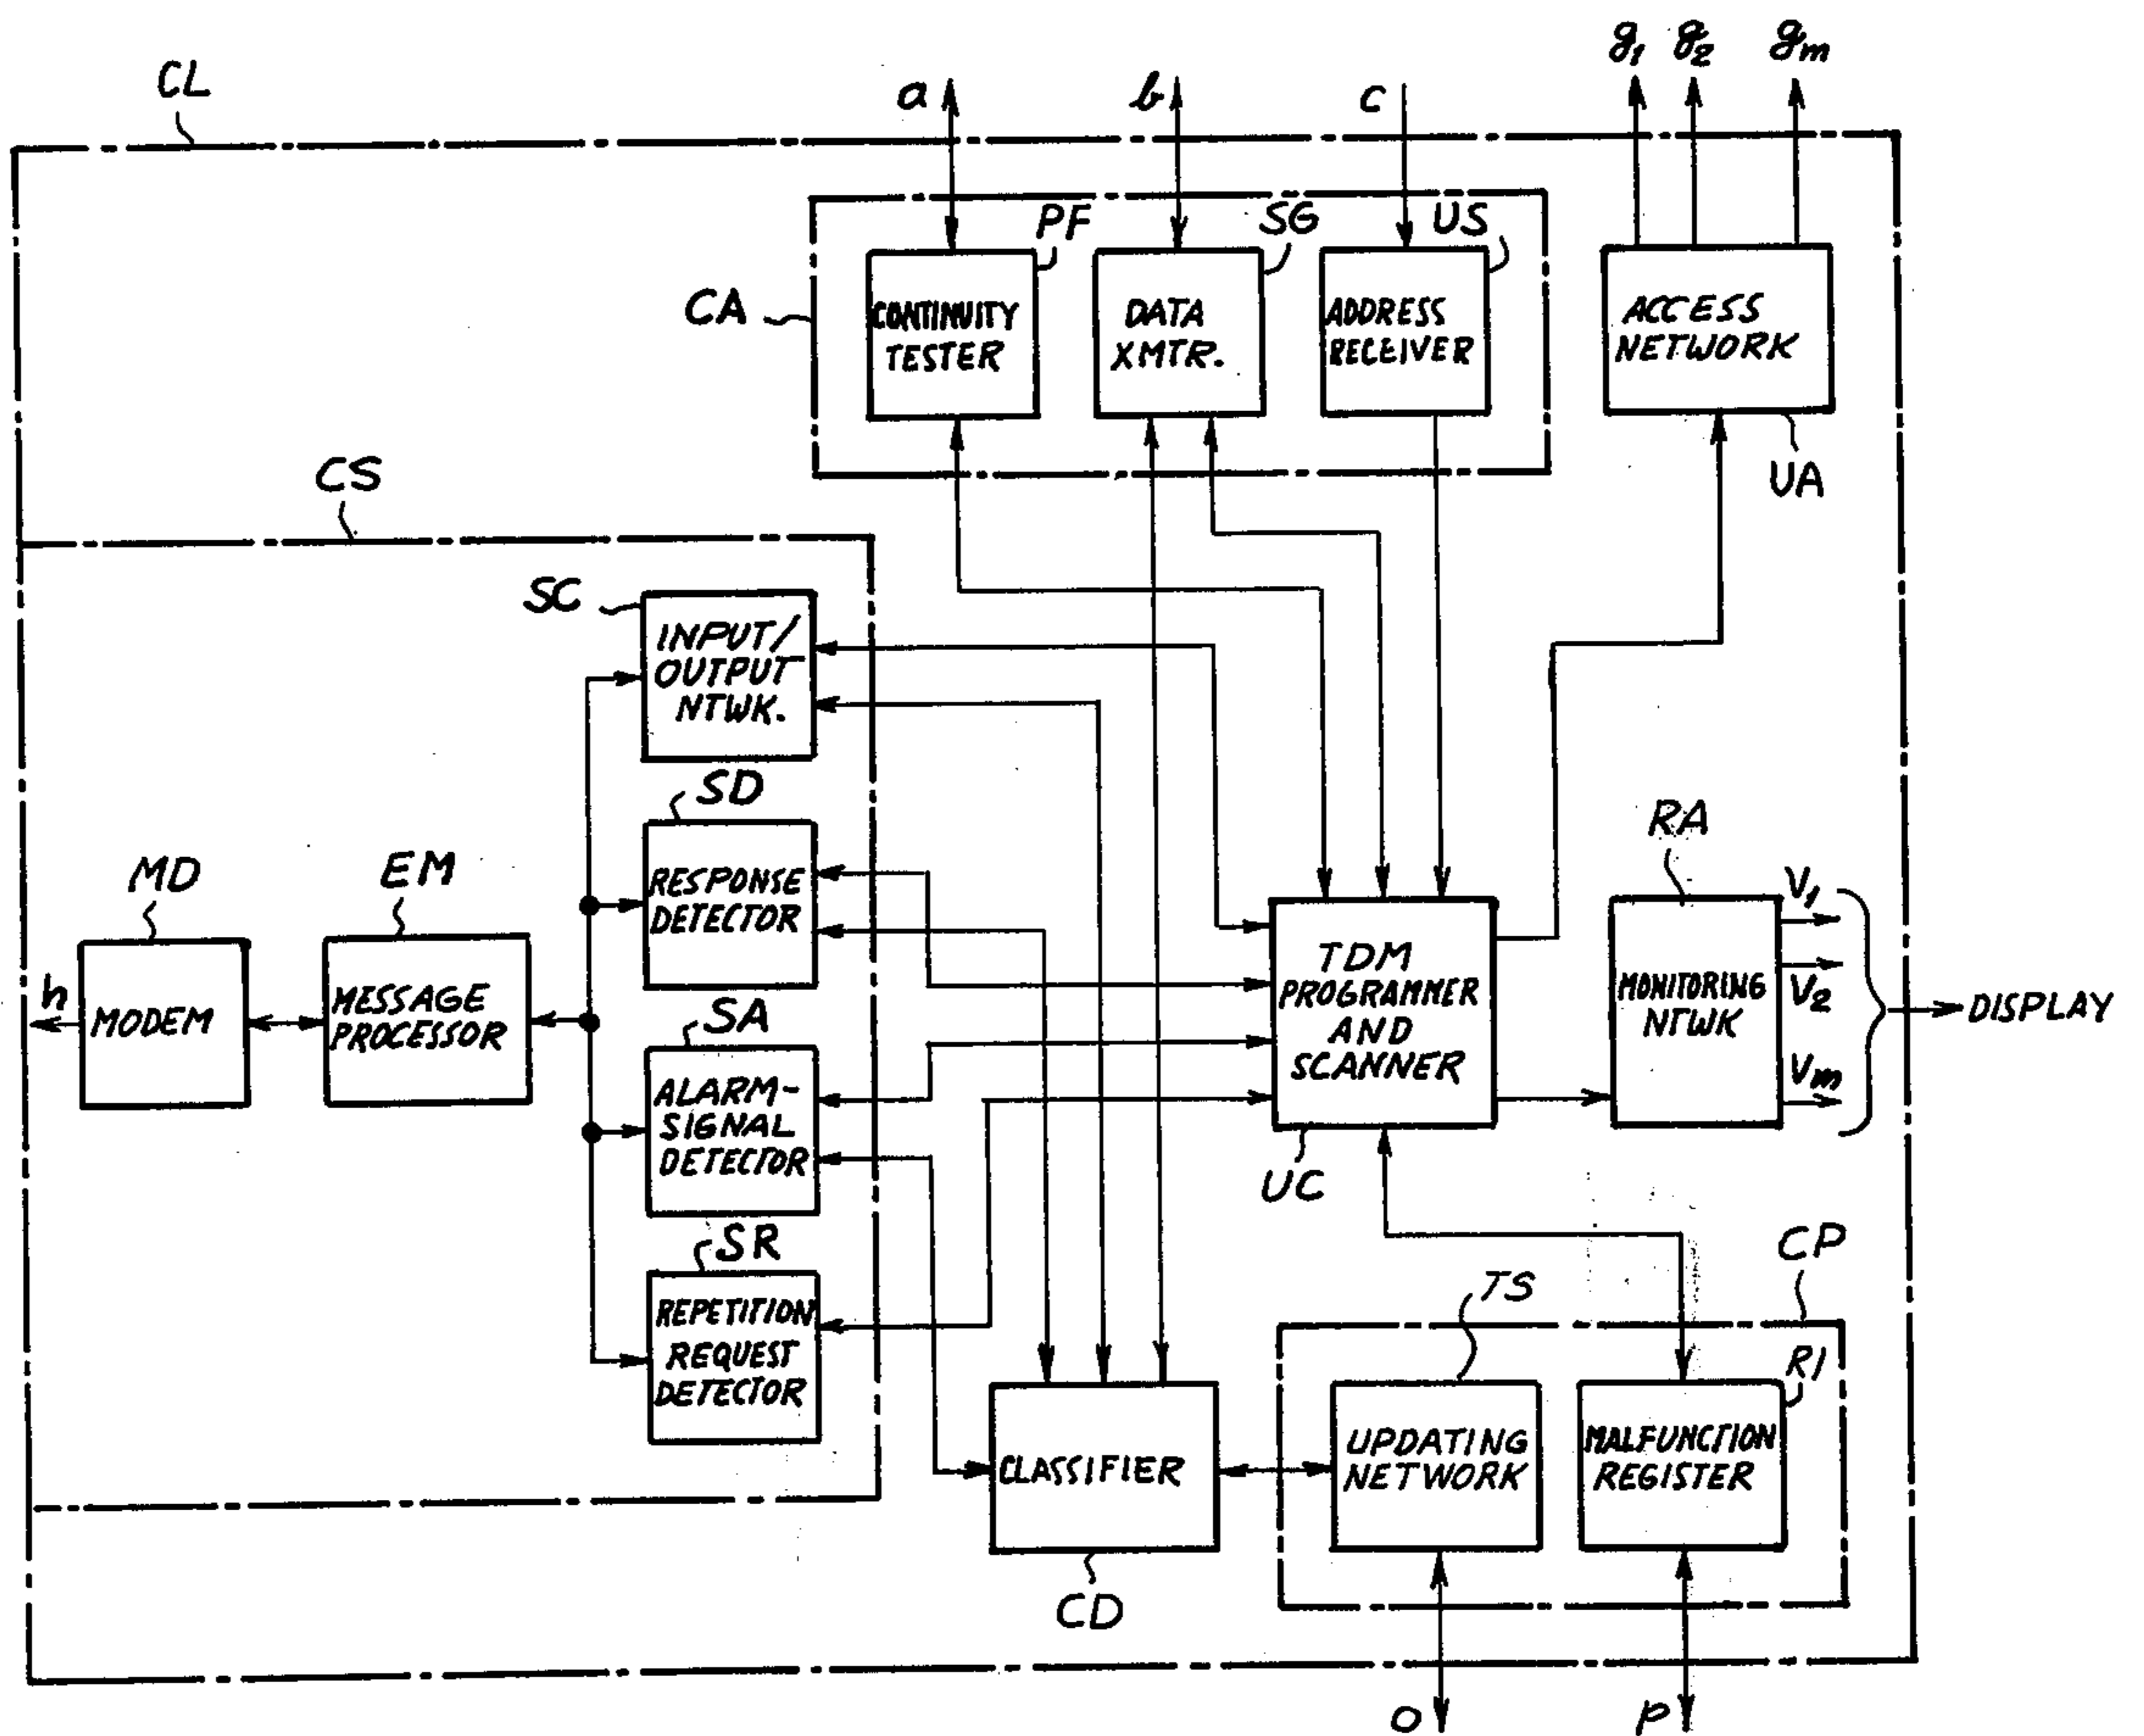 g1 g2 gm
CL
a
b
c
PF
SG
US
CA
CONTINUITY
TESTER
DATA
XMTR.
ADDRESS
RECEIVER
ACCESS
NETWORK
UA
CS
SC
INPUT/
OUTPUT
NTWK.
SD
RESPONSE
DETECTOR
MD
EM
h
MODEM
MESSAGE
PROCESSOR
SA
ALARM-
SIGNAL
DETECTOR
SR
REPETITION
REQUEST
DETECTOR
TDM
PROGRAMMER
AND
SCANNER
UC
RA
MONITORING
NTWK
V1
V2
Vm
DISPLAY
CP
TS
RI
CLASSIFIER
CD
UPDATING
NETWORK
MALFUNCTION
REGISTER
o
p